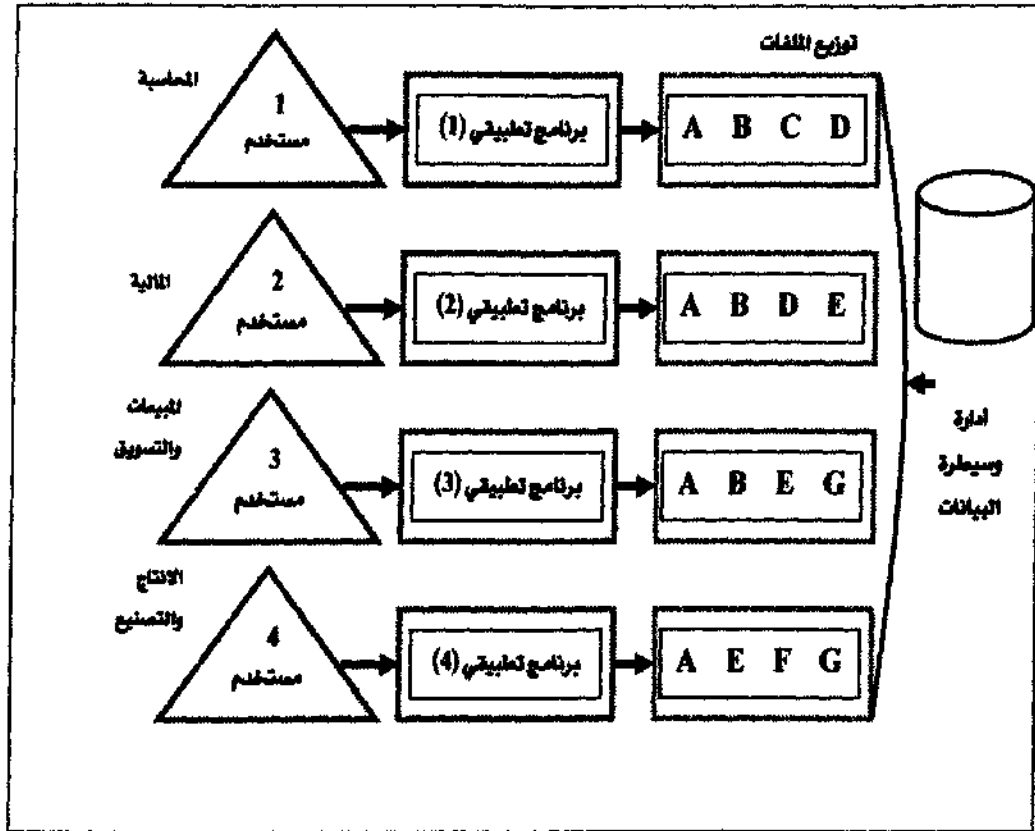 توزيع الملفات
المحاسبة
1
مستخدم
برنامج تطبيقي (1)
A B C D
المالية
2
مستخدم
برنامج تطبيقي (2)
A B D E
المبيعات
والتسويق
3
مستخدم
برنامج تطبيقي (3)
A B E G
الانتاج
والتصنيع
4
مستخدم
برنامج تطبيقي (4)
A E F G
أدارة
وسيطرة
البيانات